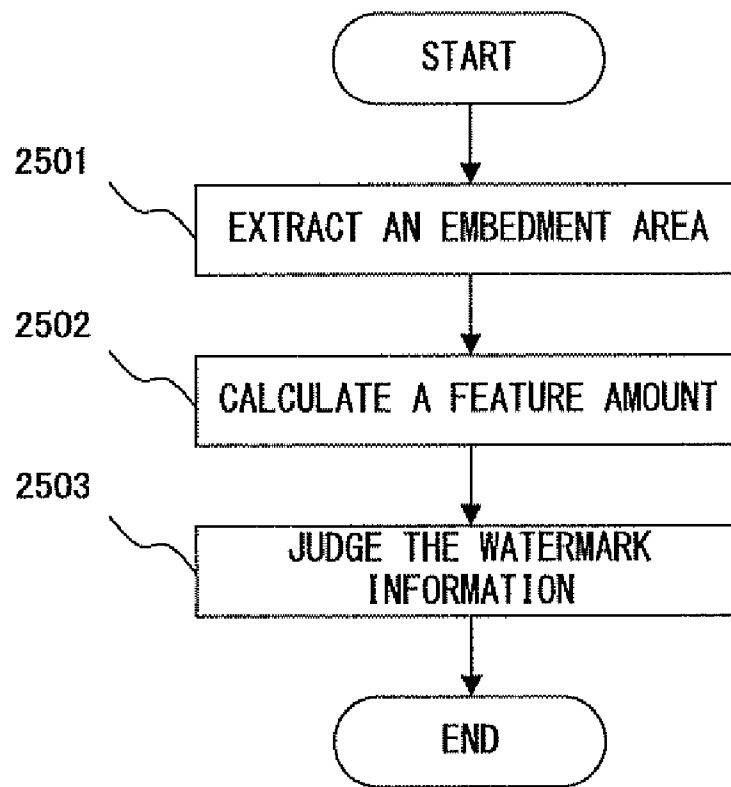 START
2501
EXTRACT AN EMBEDMENT AREA
2502
CALCULATE A FEATURE AMOUNT
2503
JUDGE THE WATERMARK
INFORMATION
END